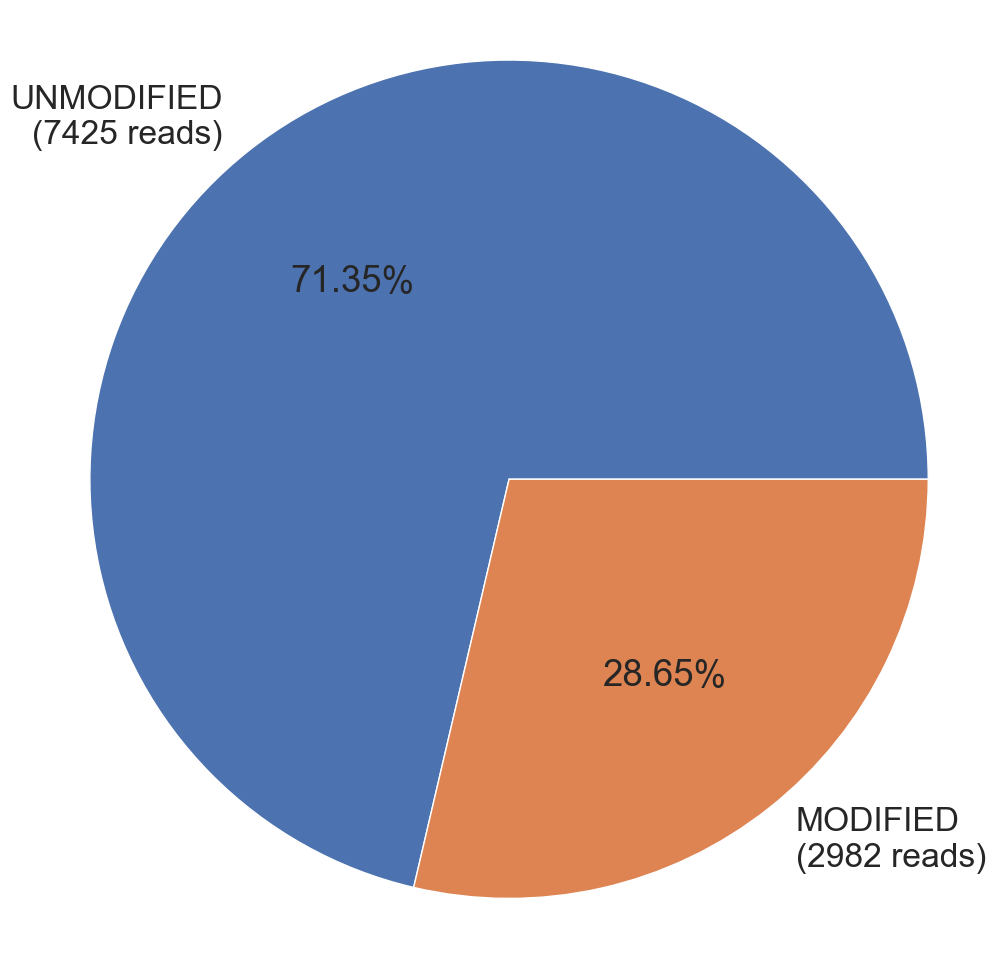 UNMODIFIED
(7425 reads)
71.35%
28.65%
MODIFIED
(2982 reads)